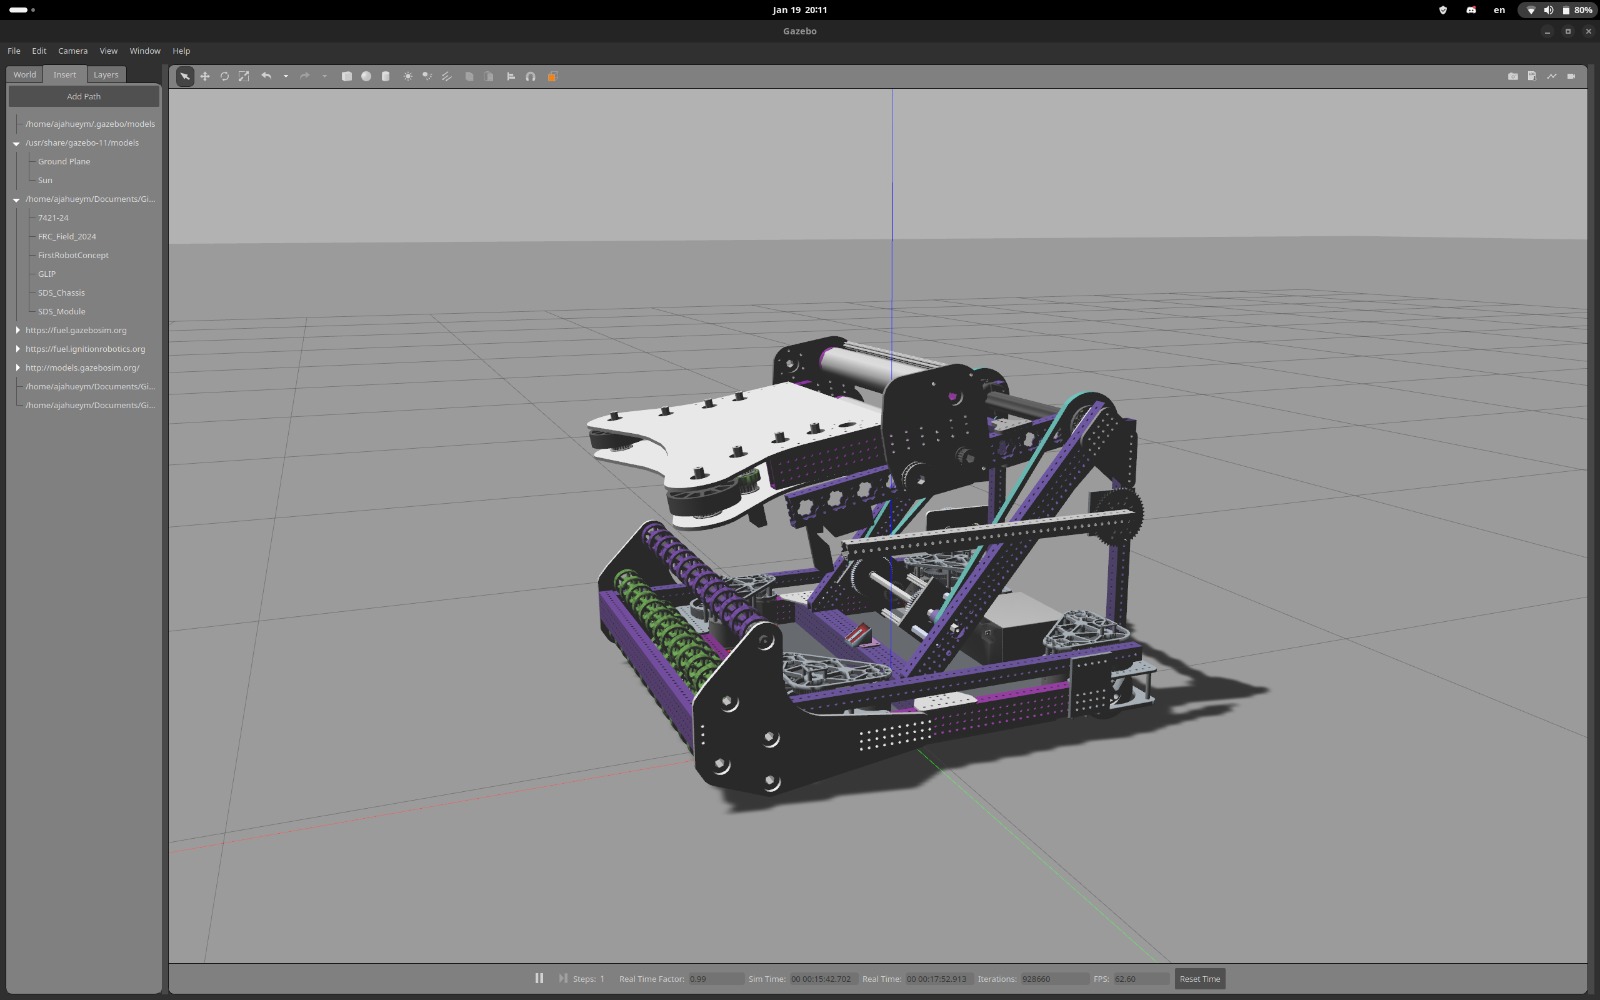 Jan 19 20:11
en
80%
Gazebo
File Edit Camera View Window Help
World Insert Layers
Add Path
/home/ajahueym/.gazebo/models
/usr/share/gazebo-11/models
Ground Plane
Sun
/home/ajahueym/Documents/Gi...
7421-24
FRC_Field_2024
FirstRobotConcept
GLIP
SDS_Chassis
SDS_Module
https://fuel.gazebosim.org
https://fuel.ignitionrobotics.org
http://models.gazebosim.org/
/home/ajahueym/Documents/Gi...
/home/ajahueym/Documents/Gi...
Steps: 1 Real Time Factor: 0.99 Sim Time: 00 00:15:42.702 Real Time: 00 00:17:52.913 Iterations: 928660 FPS: 62.60 Reset Time